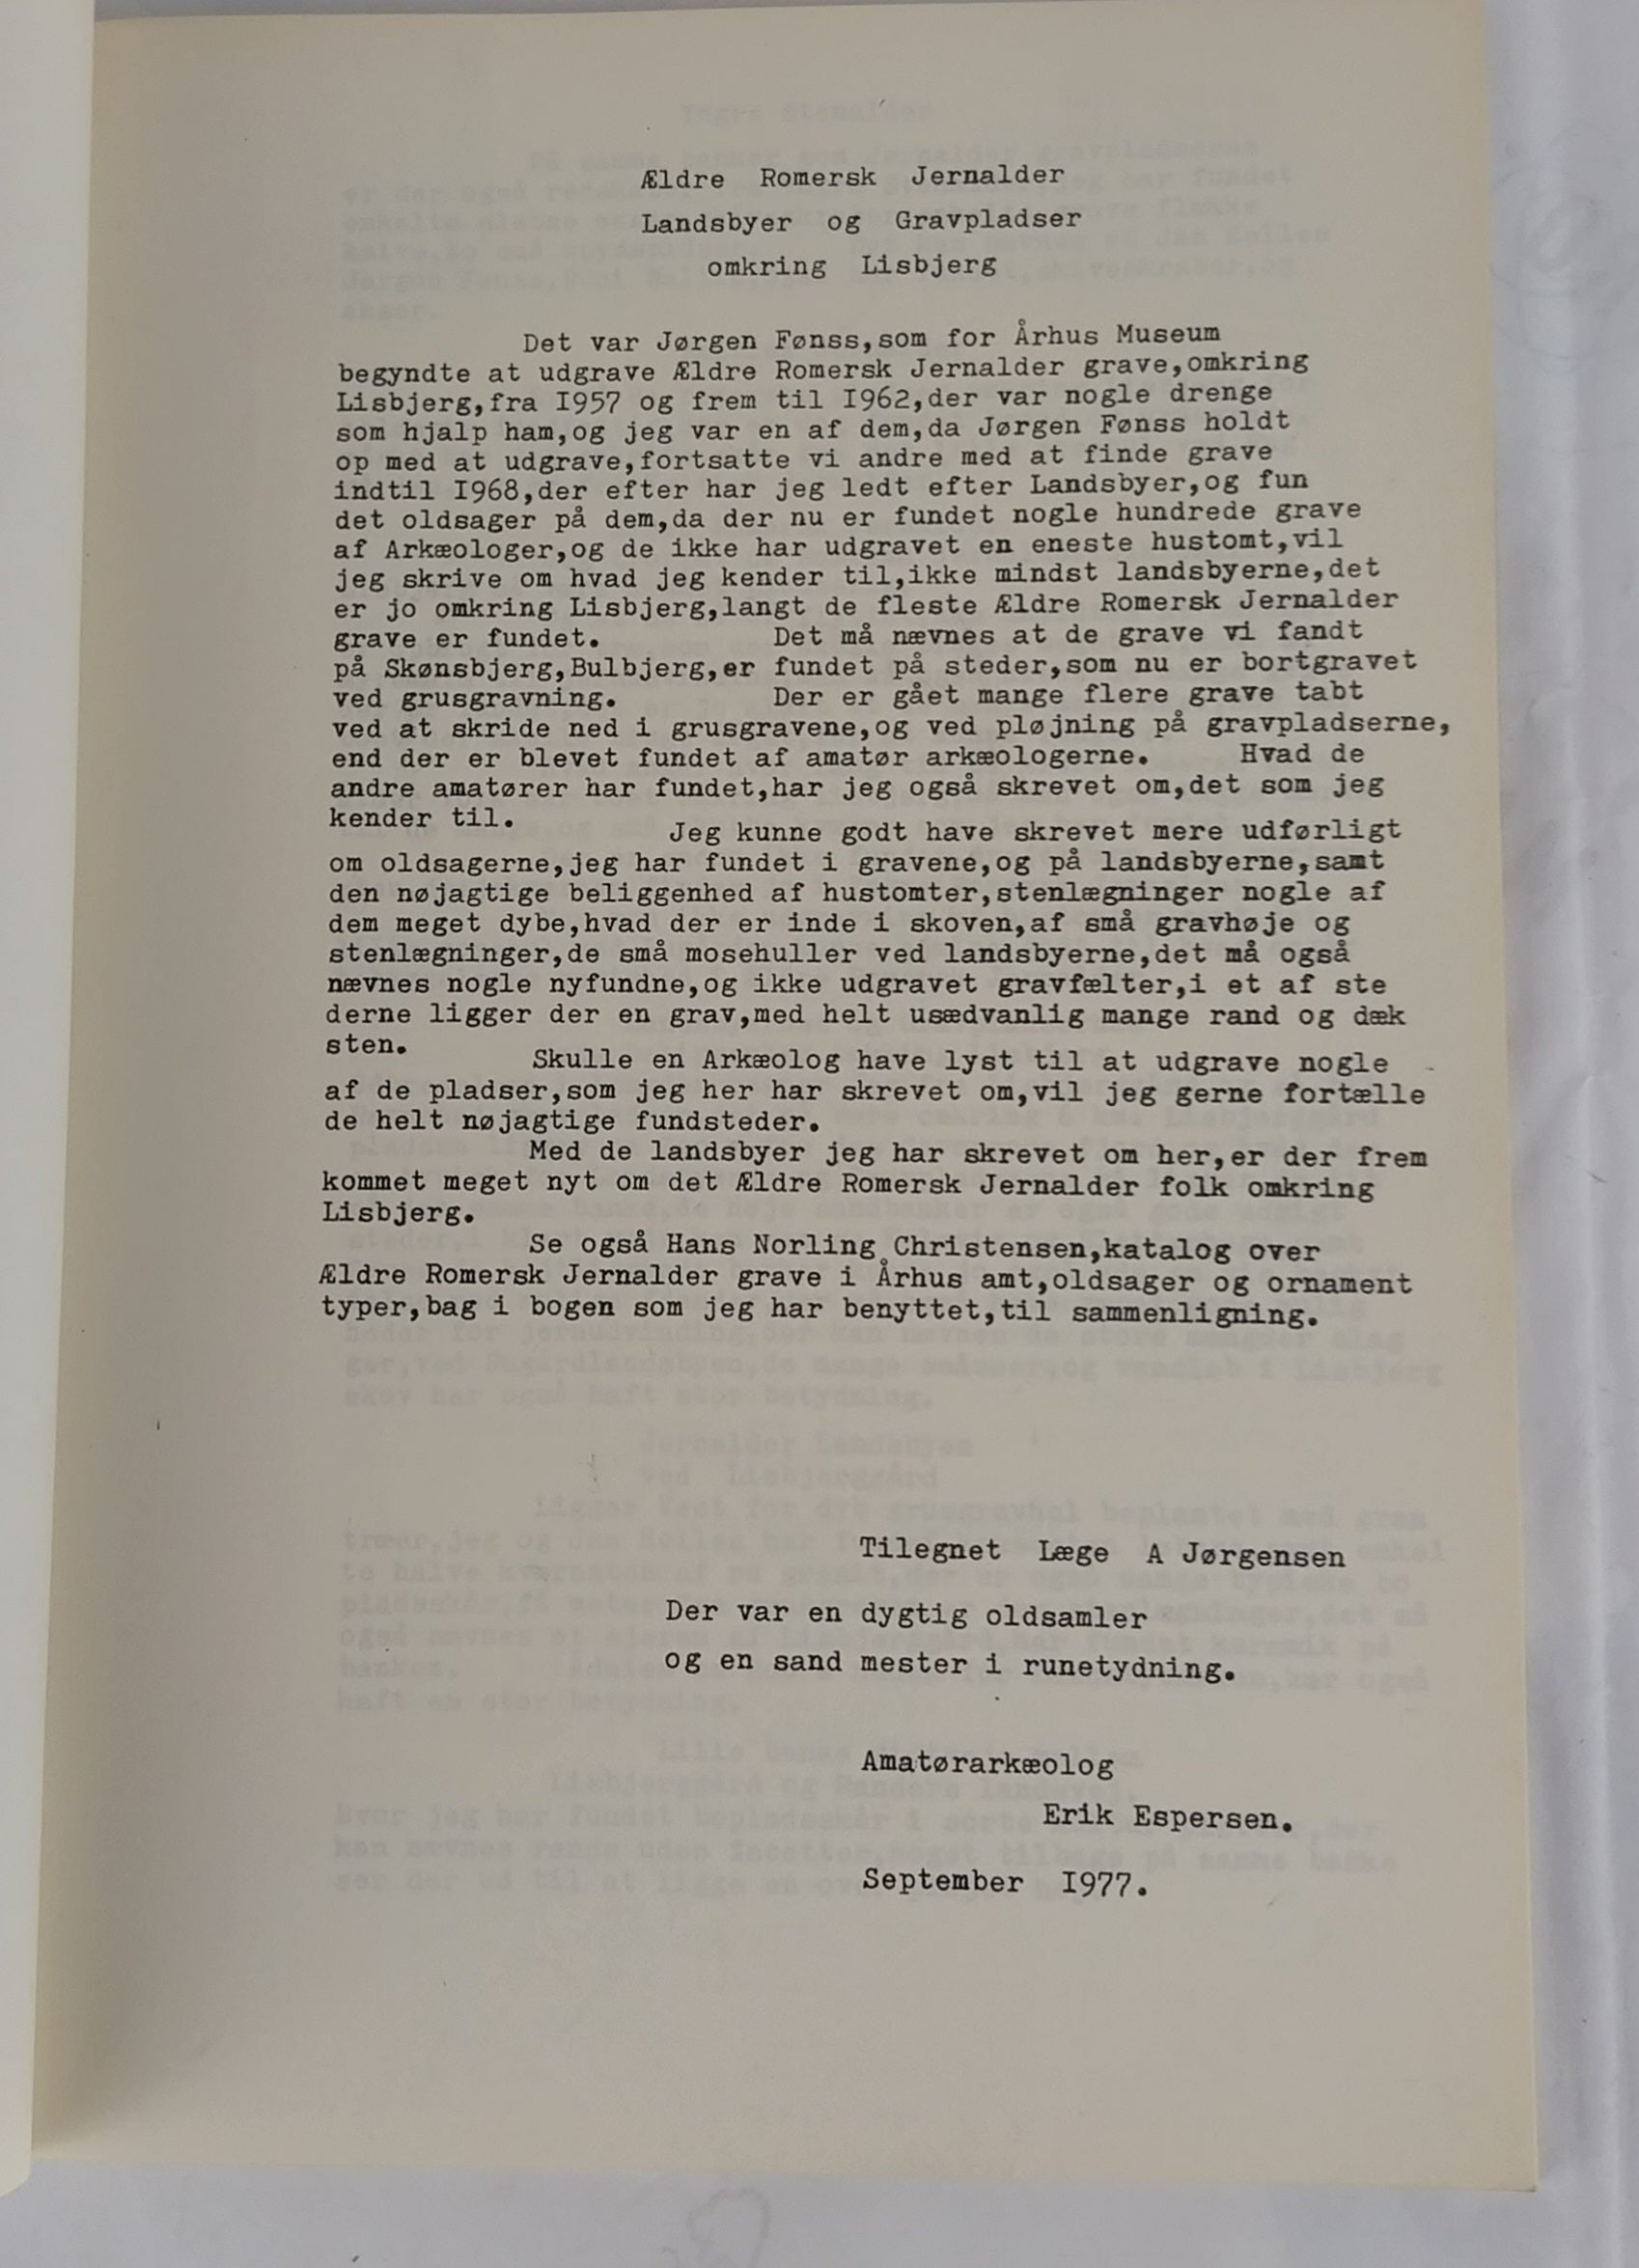 Ældre Romersk Jernalder
Landsbyer og Gravpladser
omkring Lisbjerg
Det var Jørgen Fønss,som for Århus Museum
begyndte at udgrave Ældre Romersk Jernalder grave,omkring
Lisbjerg,fra I957 og frem til I962,der var nogle drenge
som hjalp ham,og jeg var en af dem,da Jørgen Fønss holdt
op med at udgrave,fortsatte vi andre med at finde grave
indtil I968,der efter har jeg ledt efter Landsbyer,og fun
det oldsager på dem,da der nu er fundet nogle hundrede grave
af Arkæologer,og de ikke har udgravet en eneste hustomt,vil
jeg skrive om hvad jeg kender til,ikke mindst landsbyerne,det
er jo omkring Lisbjerg,langt de fleste Ældre Romersk Jernalder
grave er fundet. Det må nævnes at de grave vi fandt
på Skønsbjerg,Bulbjerg,er fundet på steder,som nu er bortgravet
ved grusgravning. Der er gået mange flere grave tabt
ved at skride ned i grusgravene,og ved pløjning på gravpladserne,
end der er blevet fundet af amatør arkæologerne. Hvad de
andre amatører har fundet,har jeg også skrevet om,det som jeg
kender til. Jeg kunne godt have skrevet mere udførligt
om oldsagerne,jeg har fundet i gravene,og på landsbyerne,samt
den nøjagtige beliggenhed af hustomter,stenlægninger nogle af
dem meget dybe,hvad der er inde i skoven,af små gravhøje og
stenlægninger,de små mosehuller ved landsbyerne,det må også
nævnes nogle nyfundne,og ikke udgravet gravfælter,i et af ste
derne ligger der en grav,med helt usædvanlig mange rand og dæk
sten. Skulle en Arkæolog have lyst til at udgrave nogle
af de pladser,som jeg her har skrevet om,vil jeg gerne fortælle
de helt nøjagtige fundsteder.
Med de landsbyer jeg har skrevet om her,er der frem
kommet meget nyt om det Ældre Romersk Jernalder folk omkring
Lisbjerg.
Se også Hans Norling Christensen,katalog over
Ældre Romersk Jernalder grave i Århus amt,oldsager og ornament
typer,bag i bogen som jeg har benyttet,til sammenligning.
Tilegnet Læge A Jørgensen
Der var en dygtig oldsamler
og en sand mester i runetydning.
Amatørarkæolog
Erik Espersen.
September I977.